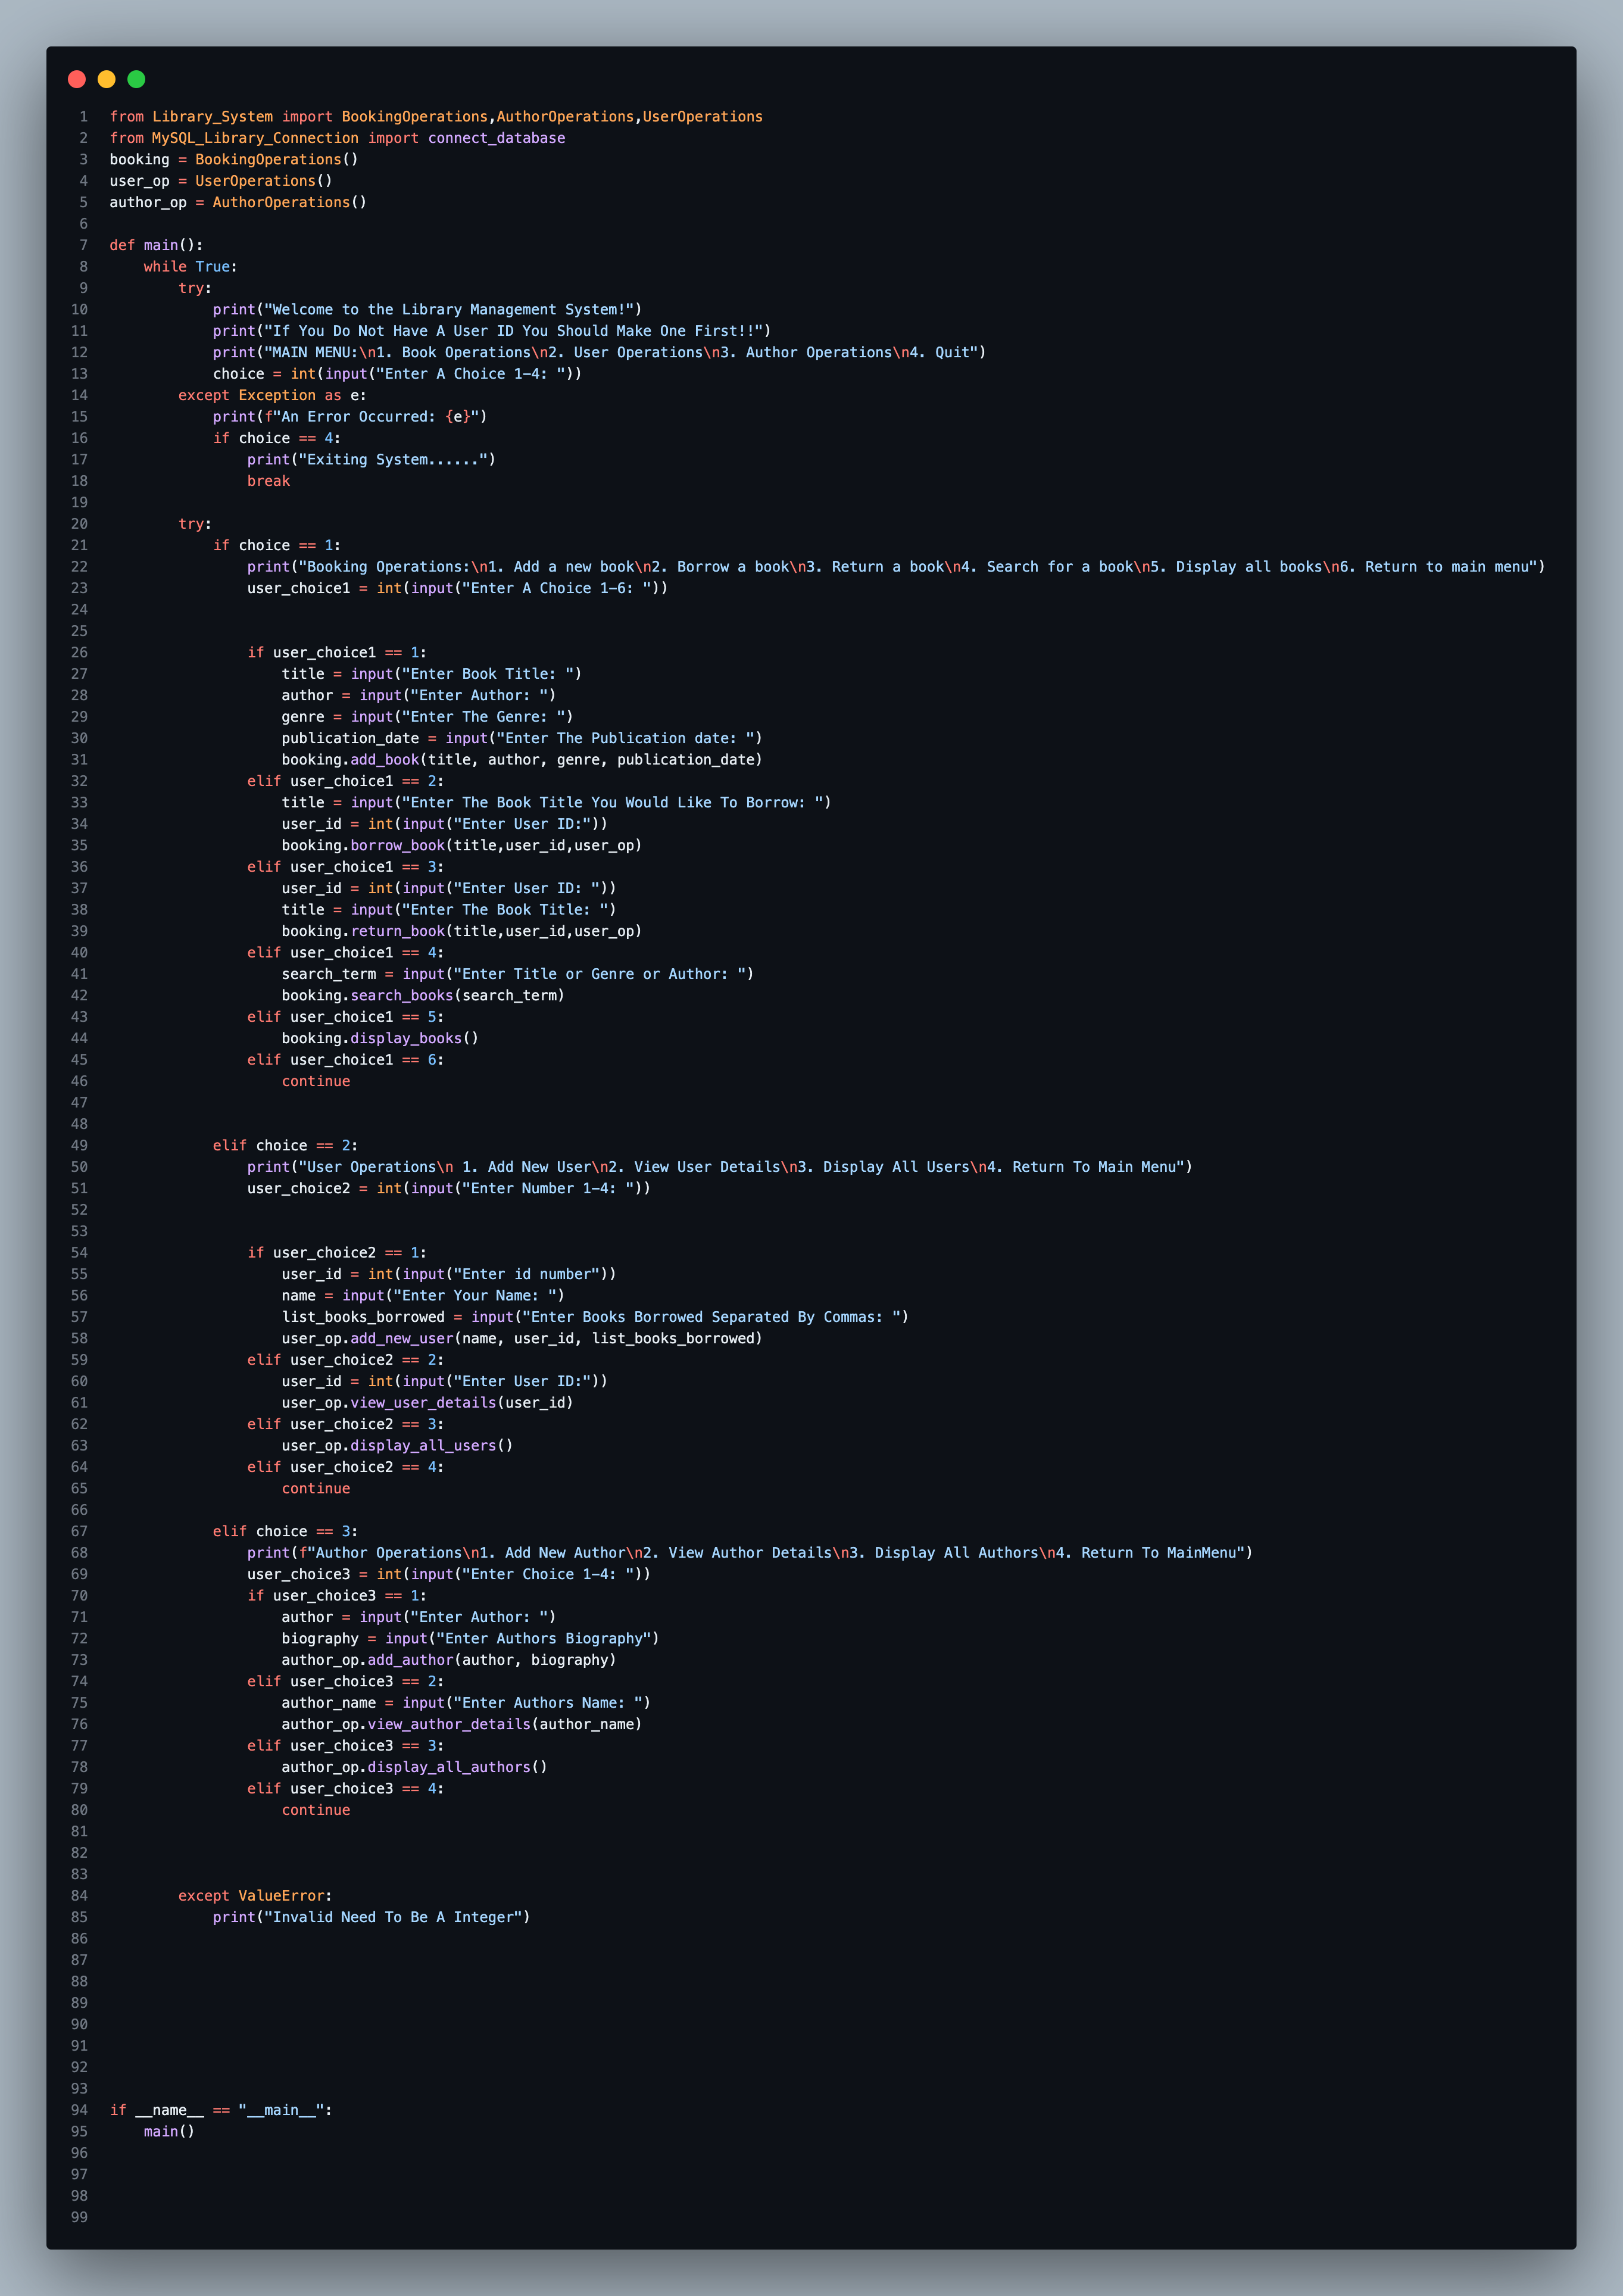 1 from Library_System import BookingOperations,AuthorOperations,UserOperations
2 from MySQL_Library_Connection import connect_database
3 booking = BookingOperations()
4 user_op = UserOperations()
5 author_op = AuthorOperations()
6
7 def main():
8     while True:
9         try:
10             print("Welcome to the Library Management System!")
11             print("If You Do Not Have A User ID You Should Make One First!!")
12             print("MAIN MENU:\n1. Book Operations\n2. User Operations\n3. Author Operations\n4. Quit")
13             choice = int(input("Enter A Choice 1-4: "))
14         except Exception as e:
15             print(f"An Error Occurred: {e}")
16             if choice == 4:
17                 print("Exiting System......")
18                 break
19
20         try:
21             if choice == 1:
22                 print("Booking Operations:\n1. Add a new book\n2. Borrow a book\n3. Return a book\n4. Search for a book\n5. Display all books\n6. Return to main menu")
23                 user_choice1 = int(input("Enter A Choice 1-6: "))
24
25
26                 if user_choice1 == 1:
27                     title = input("Enter Book Title: ")
28                     author = input("Enter Author: ")
29                     genre = input("Enter The Genre: ")
30                     publication_date = input("Enter The Publication date: ")
31                     booking.add_book(title, author, genre, publication_date)
32                 elif user_choice1 == 2:
33                     title = input("Enter The Book Title You Would Like To Borrow: ")
34                     user_id = int(input("Enter User ID:"))
35                     booking.borrow_book(title,user_id,user_op)
36                 elif user_choice1 == 3:
37                     user_id = int(input("Enter User ID: "))
38                     title = input("Enter The Book Title: ")
39                     booking.return_book(title,user_id,user_op)
40                 elif user_choice1 == 4:
41                     search_term = input("Enter Title or Genre or Author: ")
42                     booking.search_books(search_term)
43                 elif user_choice1 == 5:
44                     booking.display_books()
45                 elif user_choice1 == 6:
46                     continue
47
48
49             elif choice == 2:
50                 print("User Operations\n 1. Add New User\n2. View User Details\n3. Display All Users\n4. Return To Main Menu")
51                 user_choice2 = int(input("Enter Number 1-4: "))
52
53
54                 if user_choice2 == 1:
55                     user_id = int(input("Enter id number"))
56                     name = input("Enter Your Name: ")
57                     list_books_borrowed = input("Enter Books Borrowed Separated By Commas: ")
58                     user_op.add_new_user(name, user_id, list_books_borrowed)
59                 elif user_choice2 == 2:
60                     user_id = int(input("Enter User ID:"))
61                     user_op.view_user_details(user_id)
62                 elif user_choice2 == 3:
63                     user_op.display_all_users()
64                 elif user_choice2 == 4:
65                     continue
66
67             elif choice == 3:
68                 print(f"Author Operations\n1. Add New Author\n2. View Author Details\n3. Display All Authors\n4. Return To MainMenu")
69                 user_choice3 = int(input("Enter Choice 1-4: "))
70                 if user_choice3 == 1:
71                     author = input("Enter Author: ")
72                     biography = input("Enter Authors Biography")
73                     author_op.add_author(author, biography)
74                 elif user_choice3 == 2:
75                     author_name = input("Enter Authors Name: ")
76                     author_op.view_author_details(author_name)
77                 elif user_choice3 == 3:
78                     author_op.display_all_authors()
79                 elif user_choice3 == 4:
80                     continue
81
82
83
84         except ValueError:
85             print("Invalid Need To Be A Integer")
86
87
88
89
90
91
92
93
94 if __name__ == "__main__":
95     main()
96
97
98
99